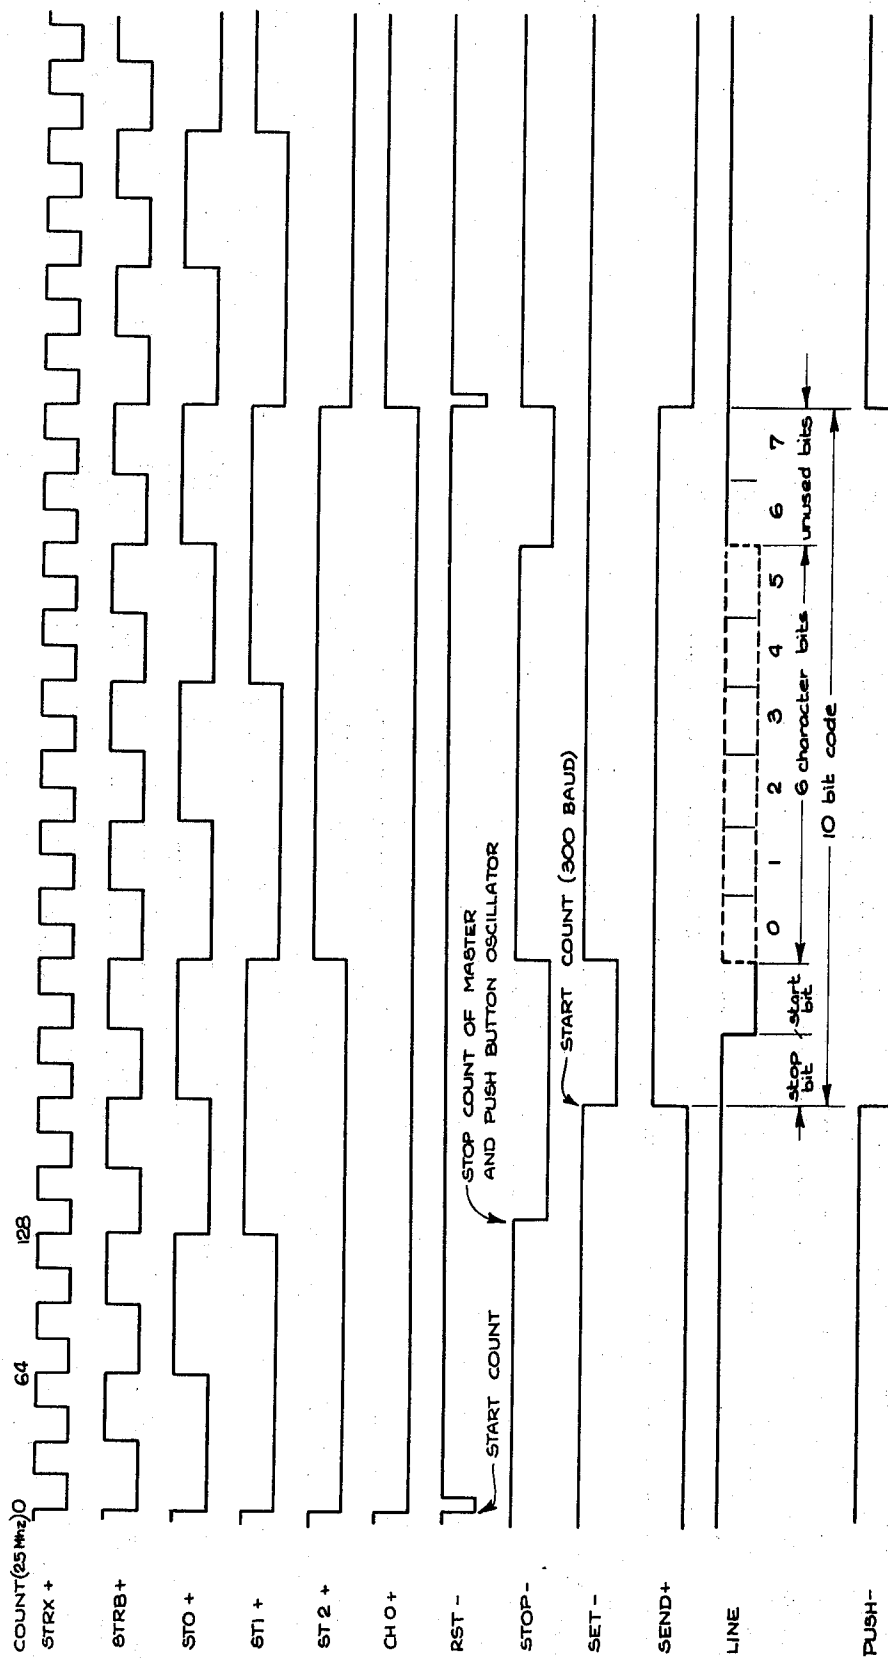 COUNT (25 MHz) 0 64 128
STRX +
STRB +
ST0 +
ST1 +
ST 2 +
CH 0 +
RST -
START COUNT
STOP -
STOP COUNT OF MASTER
AND PUSH BUTTON OSCILLATOR
SET -
START COUNT (300 BAUD)
SEND +
LINE
0 1 2 3 4 5 6 7
stop bit / start bit
6 character bits
unused bits
10 bit code
PUSH -